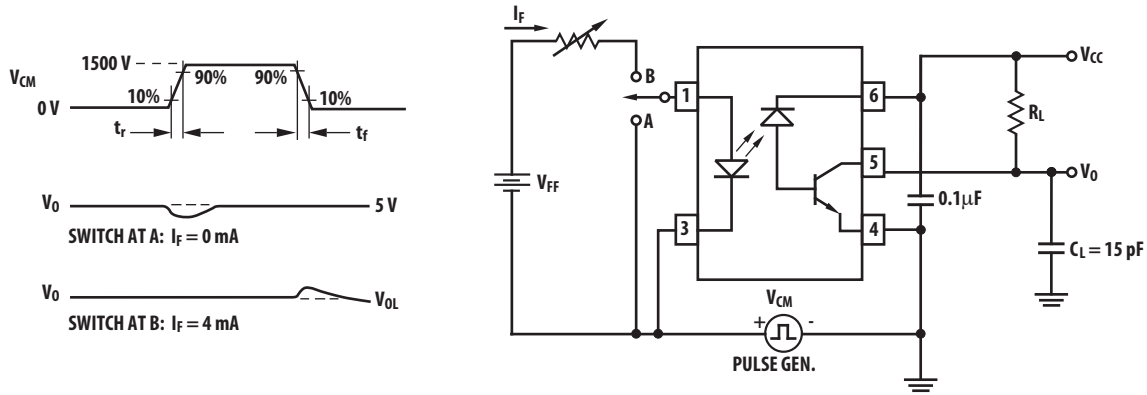 V_CM
1500 V
0 V
10%
90%
90%
10%
t_r
t_f
V_O
5 V
SWITCH AT A: I_F = 0 mA
V_O
V_OL
SWITCH AT B: I_F = 4 mA
I_F
B
A
V_FF
1
3
6
5
4
V_CC
R_L
V_O
0.1μF
C_L = 15 pF
V_CM
+
-
PULSE GEN.